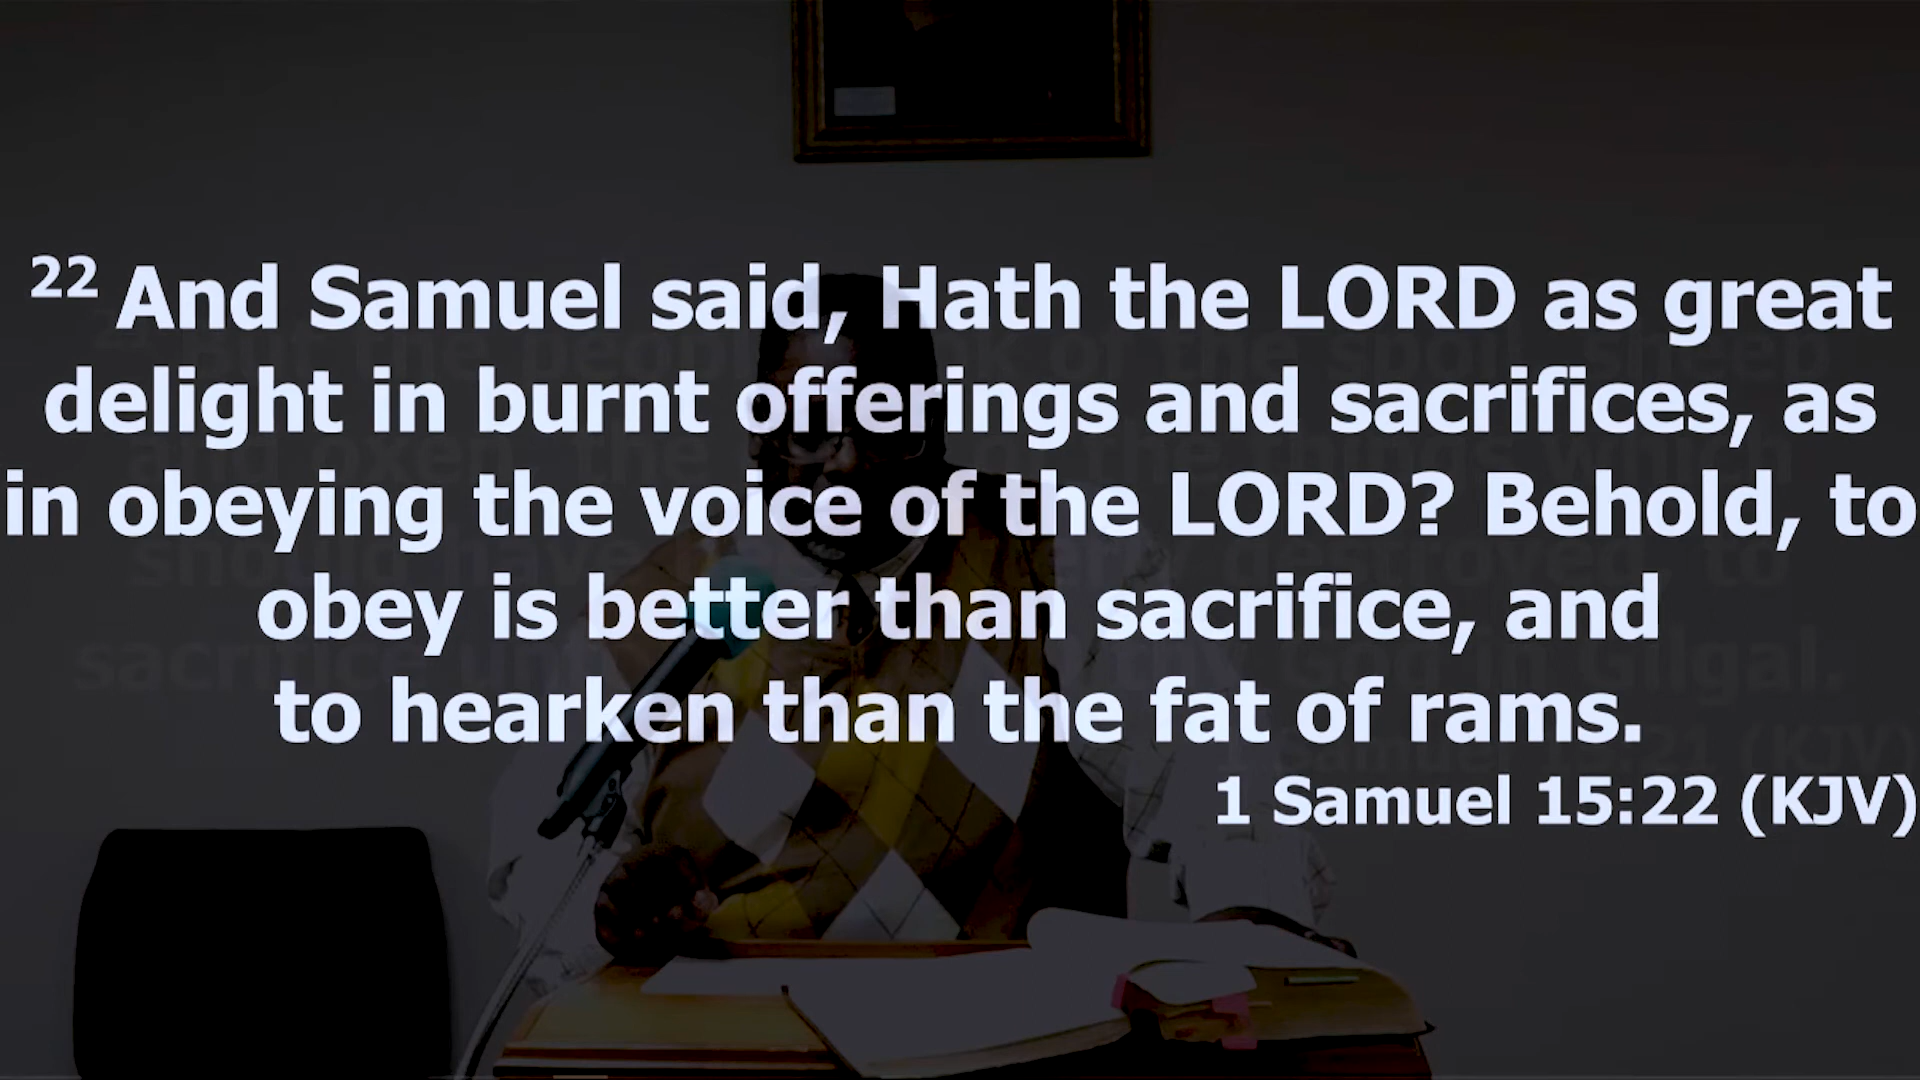 22 And Samuel said, Hath the LORD as great
delight in burnt offerings and sacrifices, as
in obeying the voice of the LORD? Behold, to
obey is better than sacrifice, and
to hearken than the fat of rams.
1 Samuel 15:22 (KJV)